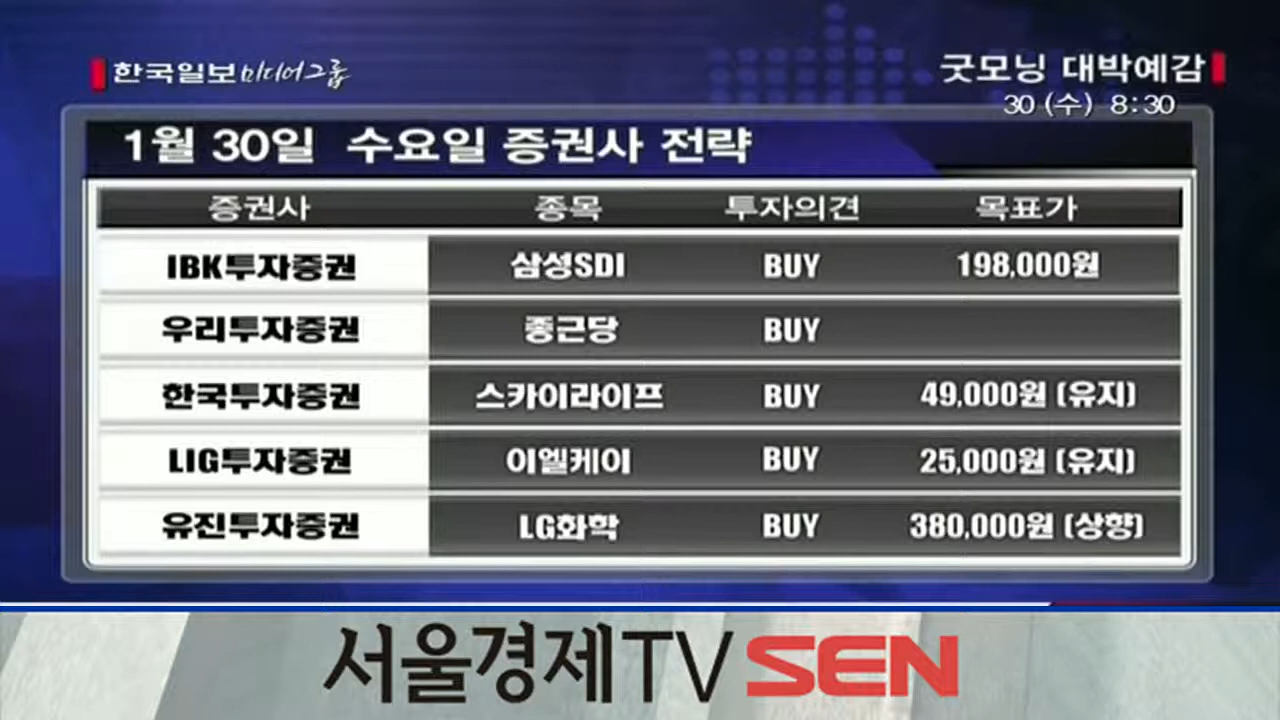 한국일보 미디어그룹
굿모닝 대박예감
30 (수) 8:30
1월 30일 수요일 증권사 전략
증권사 종목 투자의견 목표가
IBK투자증권 삼성SDI BUY 198,000원
우리투자증권 종근당 BUY
한국투자증권 스카이라이프 BUY 49,000원 (유지)
LIG투자증권 이엘케이 BUY 25,000원 (유지)
유진투자증권 LG화학 BUY 380,000원 (상향)
서울경제TV SEN